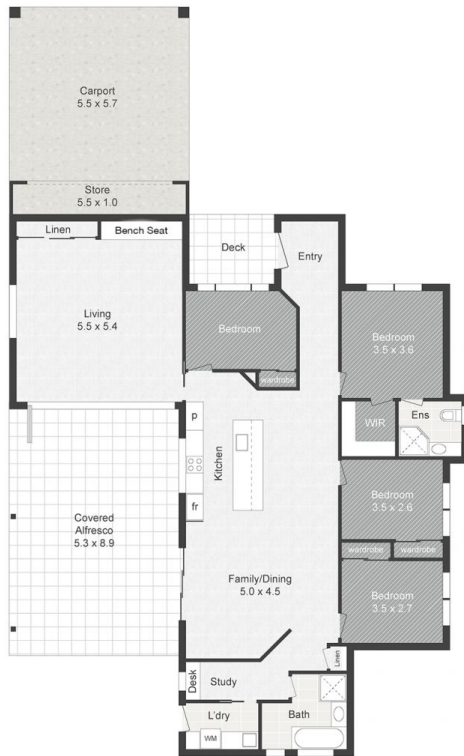 Carport
5.5 x 5.7
Store
5.5 x 1.0
Linen
Bench Seat
Deck
Entry
Living
5.5 x 5.4
Bedroom
wardrobe
Bedroom
3.5 x 3.6
WIR
Ens
p
Kitchen
fr
Bedroom
3.5 x 2.6
wardrobe
wardrobe
Covered
Alfresco
5.3 x 8.9
Family/Dining
5.0 x 4.5
Bedroom
3.5 x 2.7
Linen
Desk
Study
L'dry
WM
Bath